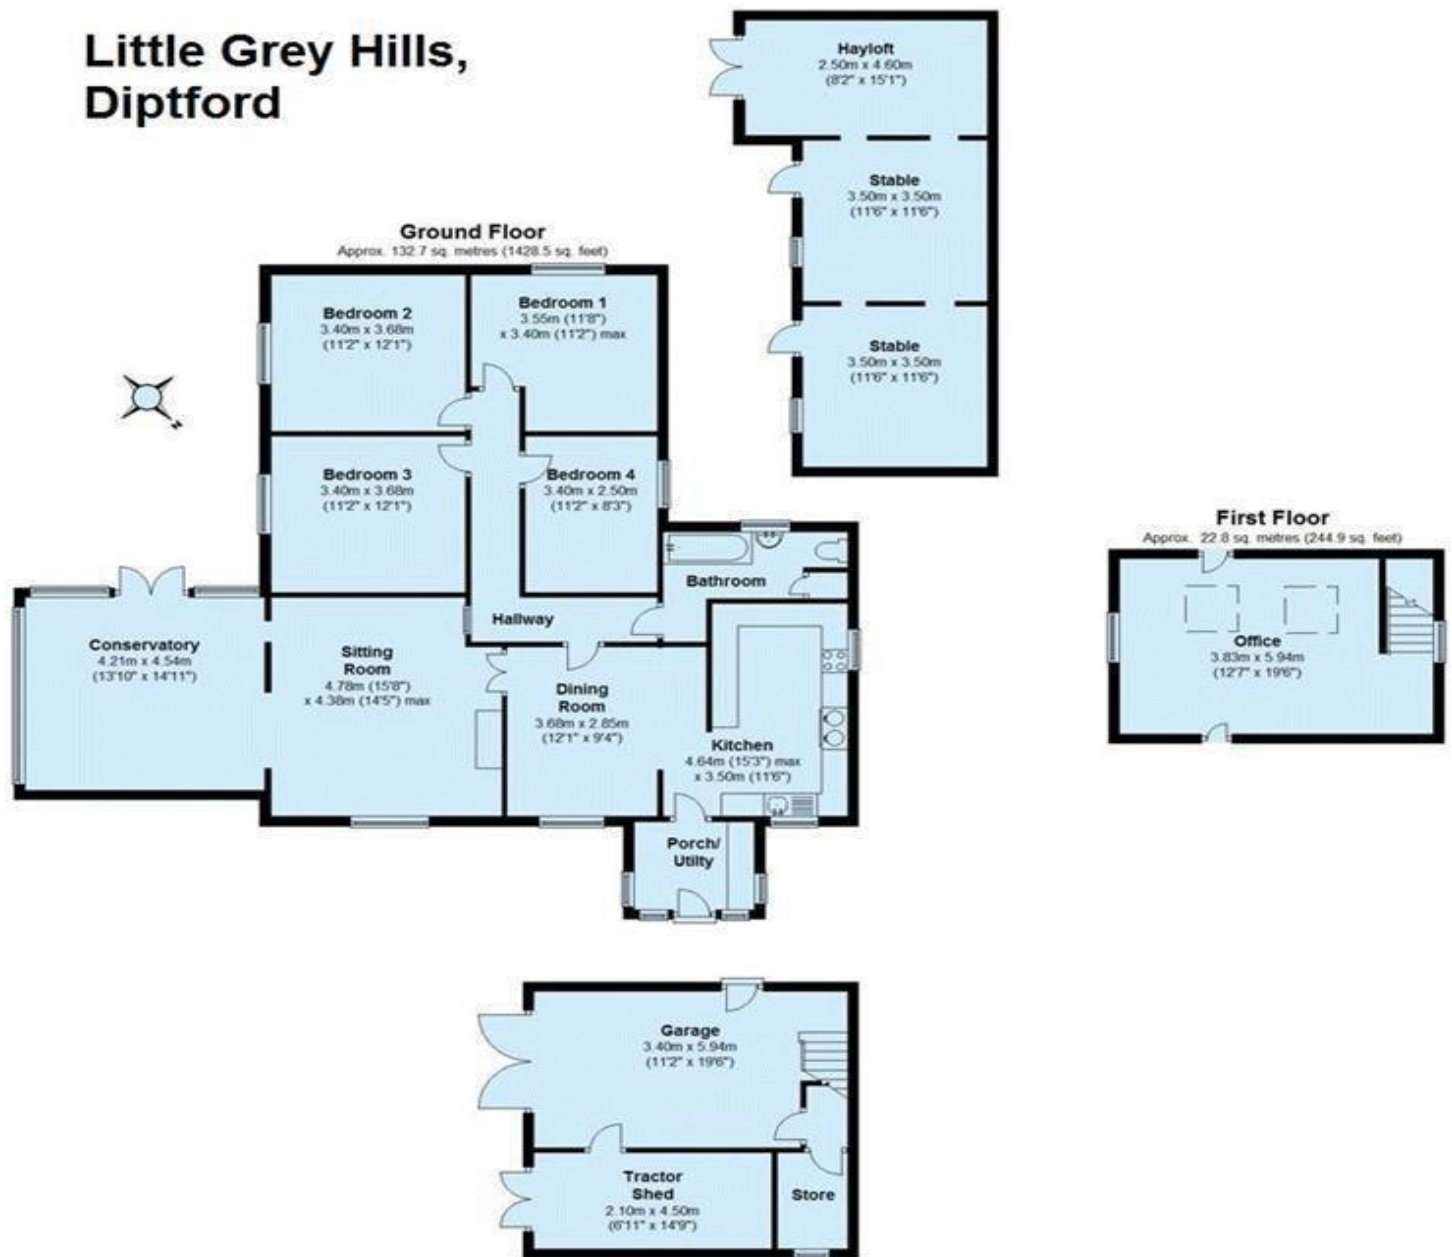 Little Grey Hills,
Diptford
Hayloft
2.50m x 4.60m
(8'2" x 15'1")
Stable
3.50m x 3.50m
(11'6" x 11'6")
Stable
3.50m x 3.50m
(11'6" x 11'6")
Ground Floor
Approx. 132.7 sq. metres (1428.5 sq. feet)
Bedroom 2
3.40m x 3.68m
(11'2" x 12'1")
Bedroom 1
3.55m (11'8")
x 3.40m (11'2") max
N
Bedroom 3
3.40m x 3.68m
(11'2" x 12'1")
Bedroom 4
3.40m x 2.50m
(11'2" x 8'3")
First Floor
Approx. 22.8 sq. metres (244.9 sq. feet)
Bathroom
Hallway
Conservatory
4.21m x 4.54m
(13'10" x 14'11")
Sitting
Room
4.78m (15'8")
x 4.38m (14'5") max
Dining
Room
3.68m x 2.85m
(12'1" x 9'4")
Kitchen
4.64m (15'3") max
x 3.50m (11'6")
Office
3.83m x 5.94m
(12'7" x 19'6")
Porch/
Utilty
Garage
3.40m x 5.94m
(11'2" x 19'6")
Tractor
Shed
2.10m x 4.50m
(6'11" x 14'9")
Store